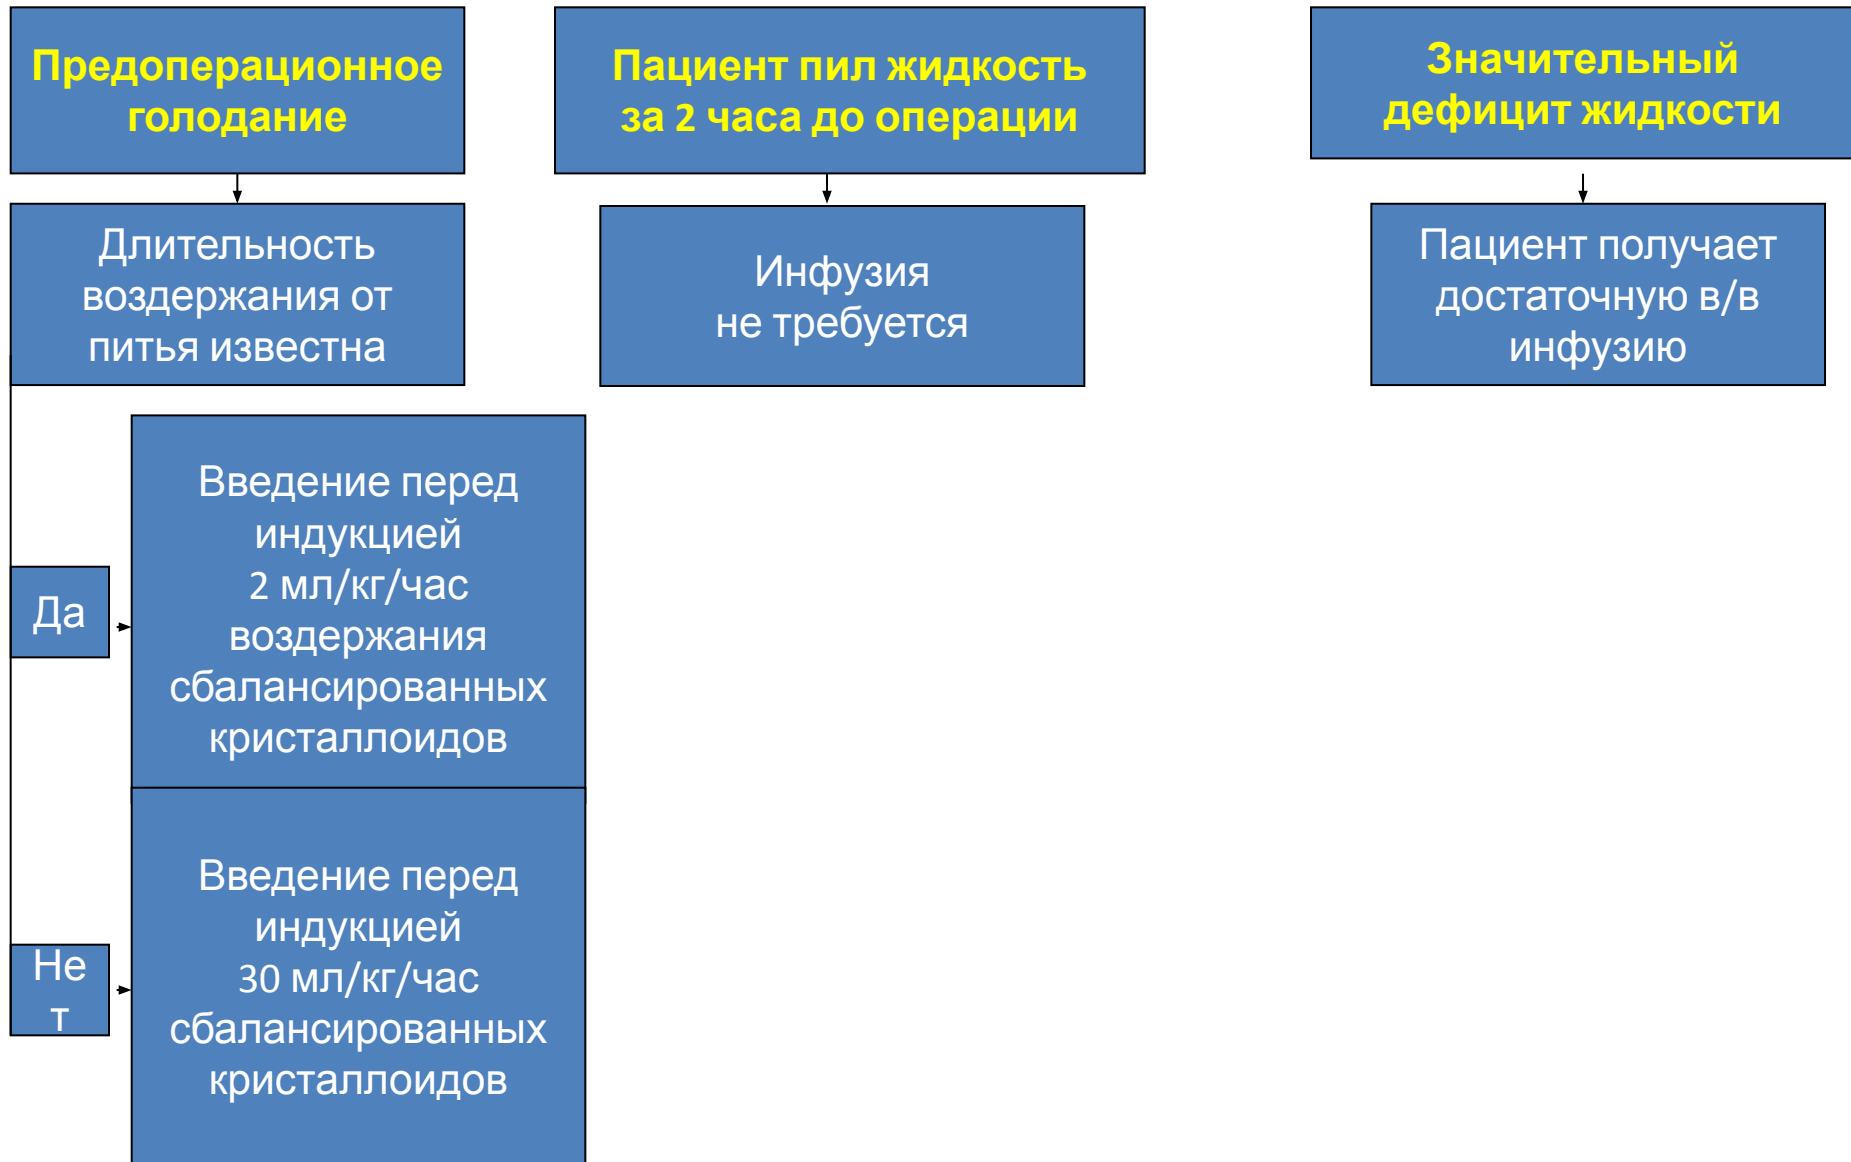 Предоперационное
голодание
Пациент пил жидкость
за 2 часа до операции
Значительный
дефицит жидкости
Длительность
воздержания от
питья известна
Инфузия
не требуется
Пациент получает
достаточную в/в
инфузию
Да
Введение перед
индукцией
2 мл/кг/час
воздержания
сбалансированных
кристаллоидов
Не
т
Введение перед
индукцией
30 мл/кг/час
сбалансированных
кристаллоидов